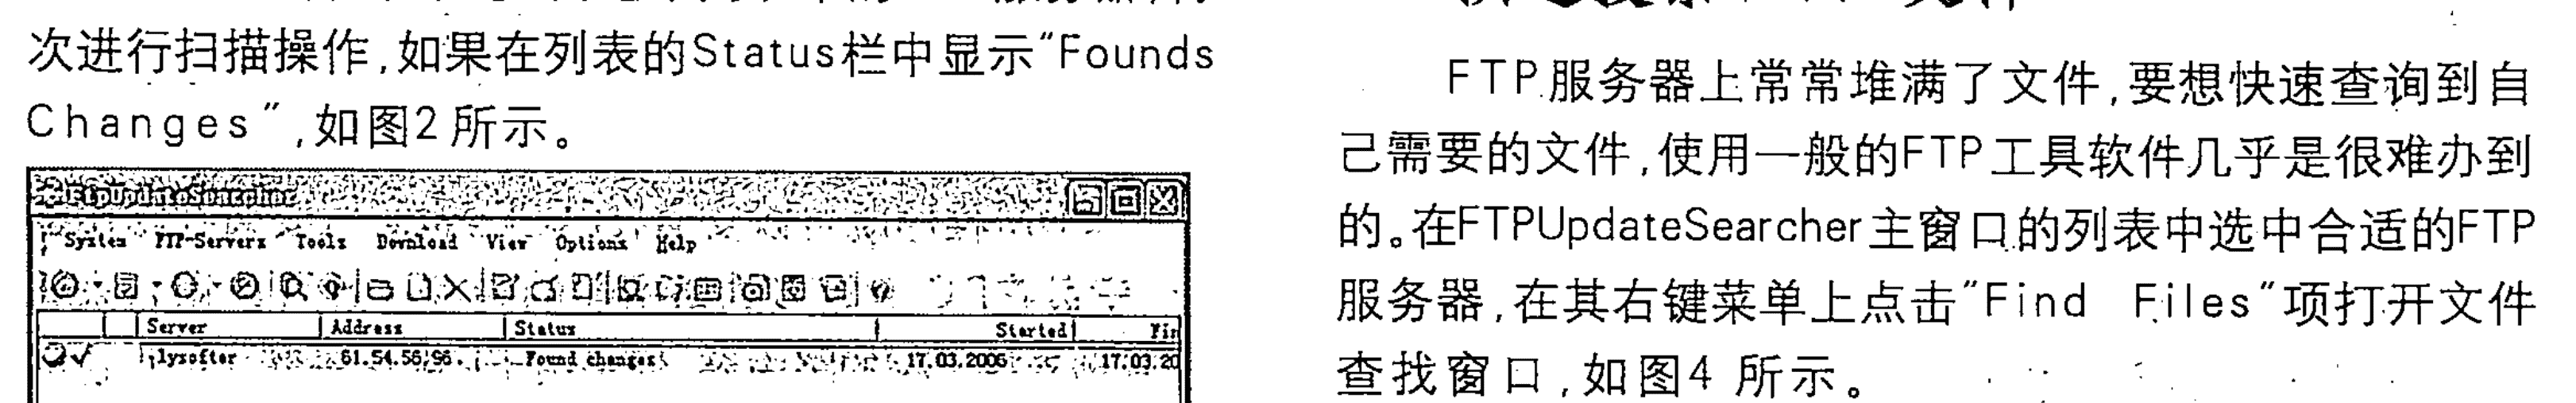 次进行扫描操作,如果在列表的Status栏中显示“Founds
Changes”,如图2所示。
FtpUpdateSearcher
System FTP-Servers Tools Download View Options Help
Server Address Status Started Fin
lysofter 61.54.56.96. Found changes 17.03.2006 17.03.20
FTP服务器上常常堆满了文件,要想快速查询到自
己需要的文件,使用一般的FTP工具软件几乎是很难办到
的。在FTPUpdateSearcher主窗口的列表中选中合适的FTP
服务器,在其右键菜单上点击”Find Files“项打开文件
查找窗口,如图4所示。